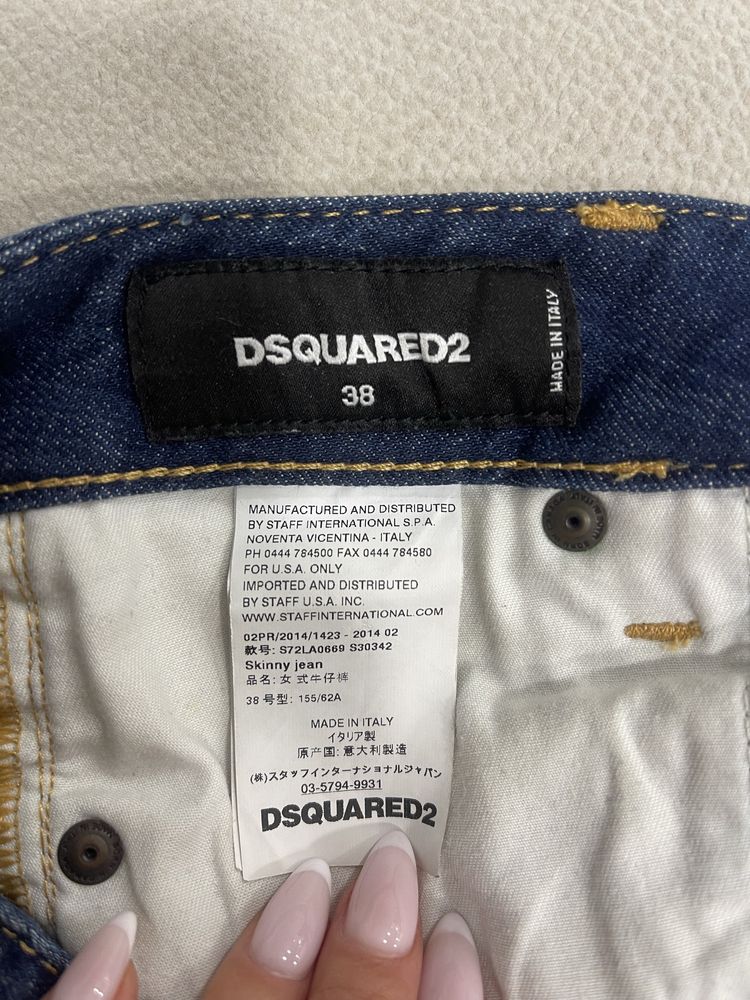 DSQUARED2
38
MADE IN ITALY
MANUFACTURED AND DISTRIBUTED
BY STAFF INTERNATIONAL S.P.A.
NOVENTA VICENTINA - ITALY
PH 0444 784500 FAX 0444 784580
FOR U.S.A. ONLY
IMPORTED AND DISTRIBUTED
BY STAFF U.S.A. INC.
WWW.STAFFINTERNATIONAL.COM
02PR/2014/1423 - 2014 02
款号: S72LA0669 S30342
Skinny jean
品名: 女式牛仔裤
38 号型: 155/62A
MADE IN ITALY
イタリア製
原产国: 意大利製造
(株)スタッフインターナショナルジャパン
03-5794-9931
DSQUARED2